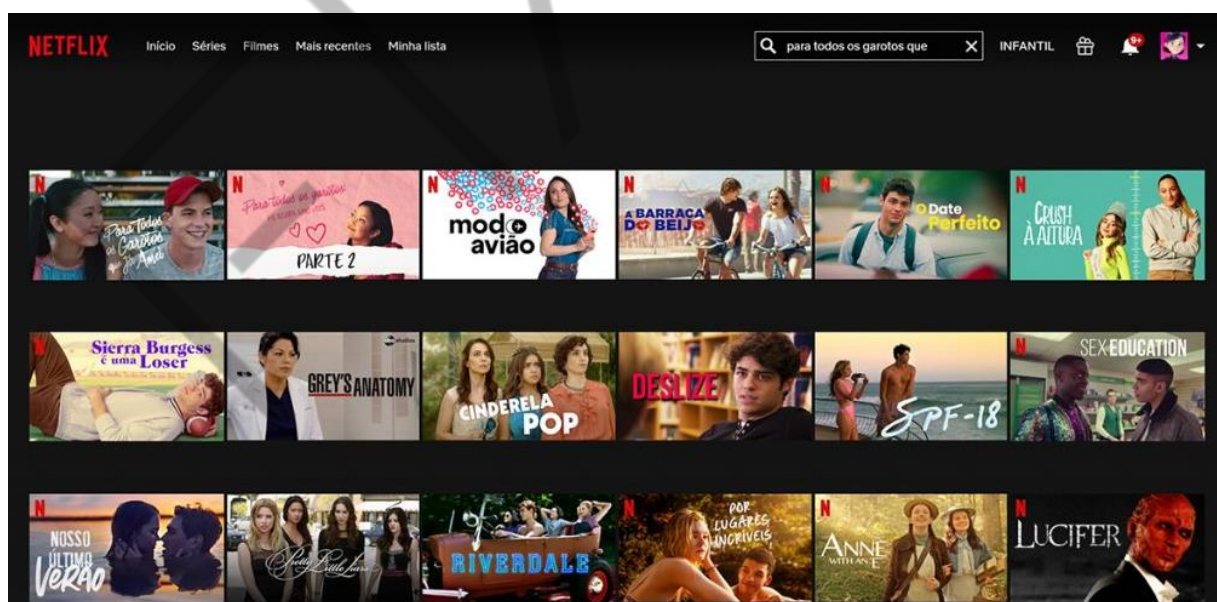 NETFLIX Início Séries Filmes Mais recentes Minha lista para todos os garotos que INFANTIL 9+
N
Para Todos
os Garotos
que já Amei
N
Para todos os garotos:
PARTE 2
N
modo
avião
N
A BARRACA
DO BEIJO
N
O Date
Perfeito
N
CRUSH
À ALTURA
N
Sierra Burgess
é uma Loser
abc studios
GREY'S ANATOMY
CINDERELA
POP
DESLIZE
SPF-18
N
SEX EDUCATION
N
NOSSO
ÚLTIMO
VERÃO
Pretty Little Liars
RIVERDALE
N
POR
LUGARES
INCRÍVEIS
N
ANNE
WITH AN E
N
LUCIFER